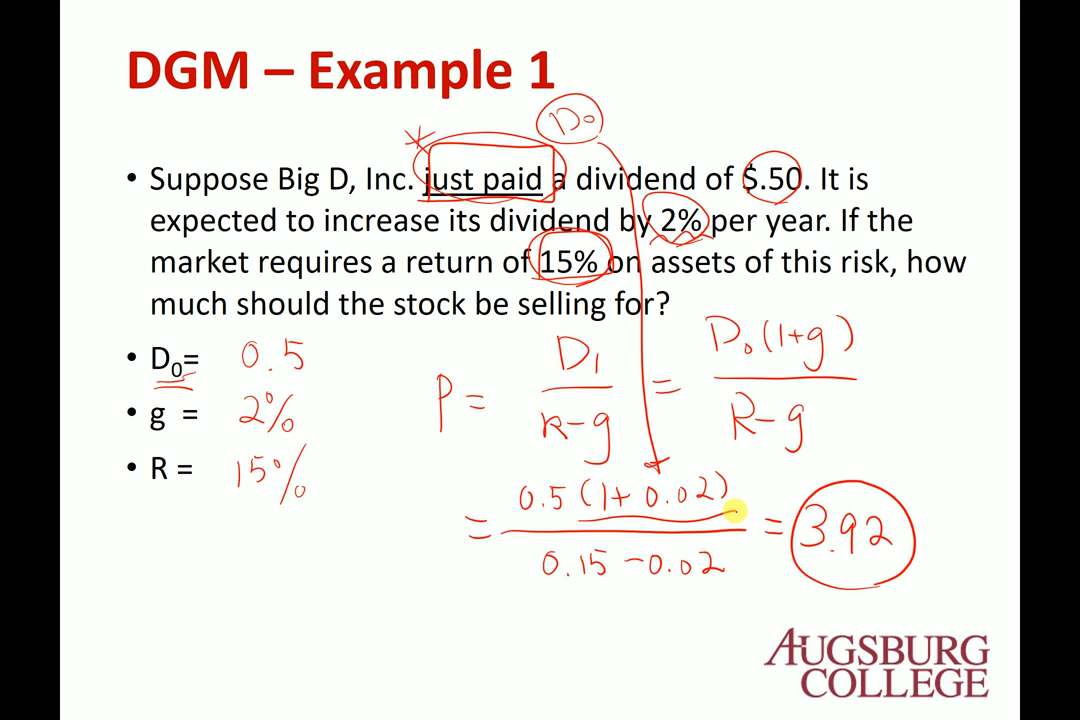 DGM – Example 1
D₀
• Suppose Big D, Inc. just paid a dividend of $.50. It is
expected to increase its dividend by 2% per year. If the
market requires a return of 15% on assets of this risk, how
much should the stock be selling for?
• D₀= 0.5
• g = 2%
• R = 15%
P = D₁ / R-g = D₀(1+g) / R-g
= 0.5(1+0.02) / 0.15-0.02 = 3.92
AUGSBURG
COLLEGE